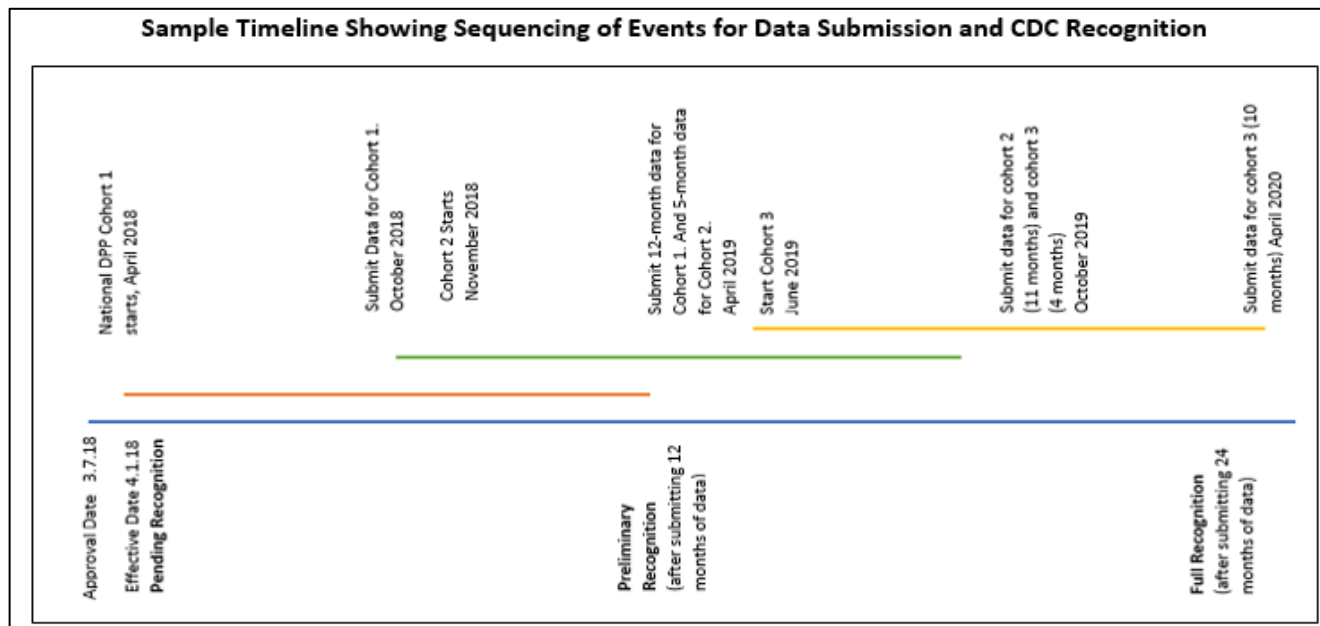 Sample Timeline Showing Sequencing of Events for Data Submission and CDC Recognition
National DPP Cohort 1
starts, April 2018
Submit Data for Cohort 1.
October 2018
Cohort 2 Starts
November 2018
Submit 12-month data for
Cohort 1. And 5-month data
for Cohort 2.
April 2019
Start Cohort 3
June 2019
Submit data for cohort 2
(11 months) and cohort 3
(4 months)
October 2019
Submit data for cohort 3 (10
months) April 2020
Approval Date 3.7.18
Effective Date 4.1.18
Pending Recognition
Preliminary
Recognition
(after submitting 12
months of data)
Full Recognition
(after submitting 24
months of data)